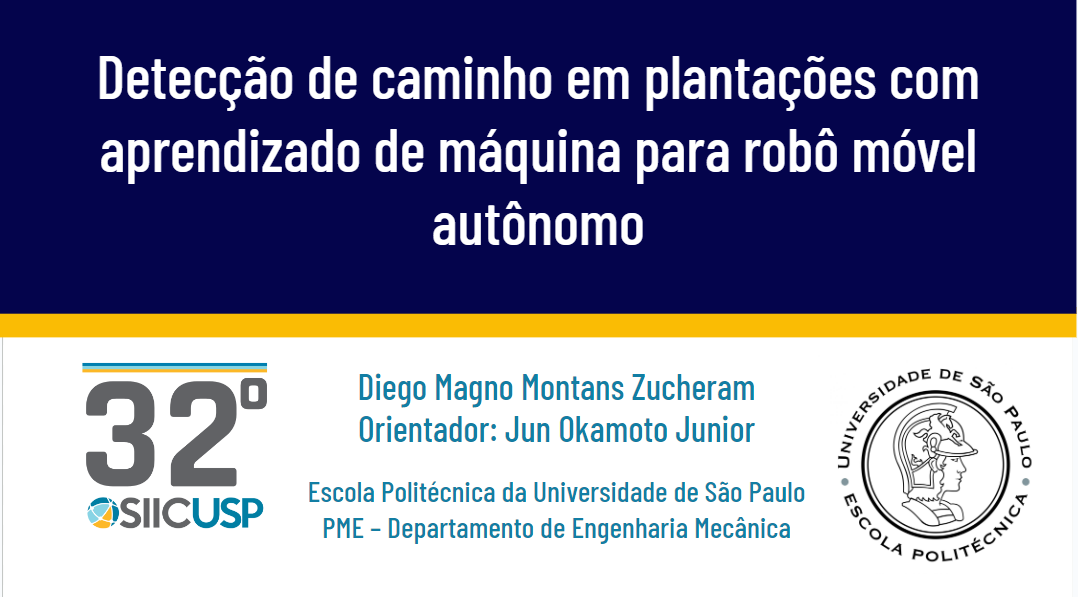 Detecção de caminho em plantações com
aprendizado de máquina para robô móvel
autônomo
32º
SIICUSP
Diego Magno Montans Zucheram
Orientador: Jun Okamoto Junior
Escola Politécnica da Universidade de São Paulo
PME – Departamento de Engenharia Mecânica
UNIVERSIDADE DE SÃO PAULO
ESCOLA POLITÉCNICA